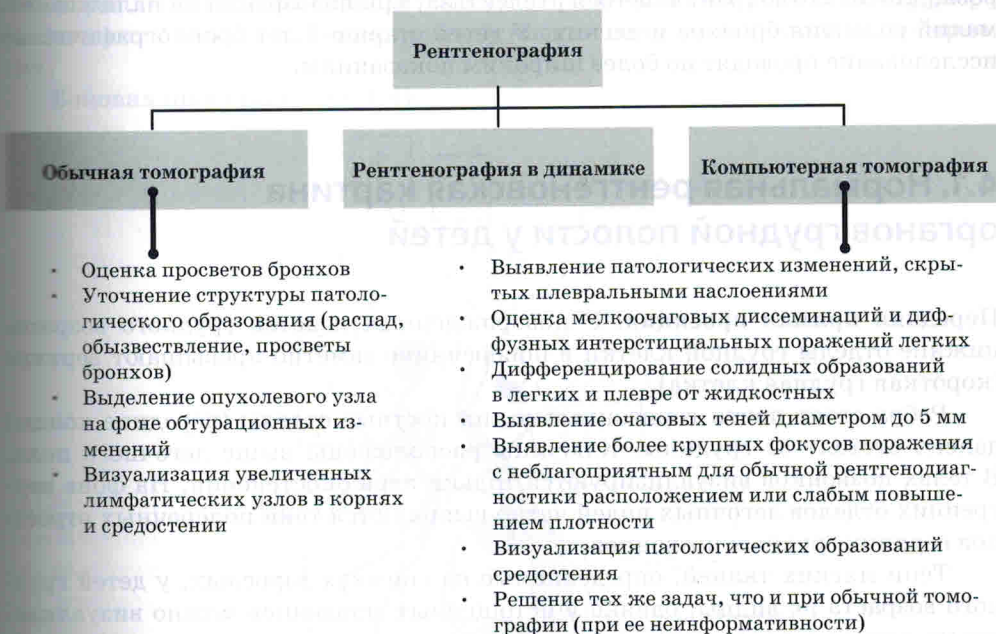 Рентгенография
Обычная томография
Рентгенография в динамике
Компьютерная томография
• Оценка просветов бронхов
• Уточнение структуры патоло-
гического образования (распад,
обызвествление, просветы
бронхов)
• Выделение опухолевого узла
на фоне обтурационных из-
менений
• Визуализация увеличенных
лимфатических узлов в корнях
и средостении
• Выявление патологических изменений, скры-
тых плевральными наслоениями
• Оценка мелкоочаговых диссеминаций и диф-
фузных интерстициальных поражений легких
• Дифференцирование солидных образований
в легких и плевре от жидкостных
• Выявление очаговых теней диаметром до 5 мм
• Выявление более крупных фокусов поражения
с неблагоприятным для обычной рентгенодиаг-
ностики расположением или слабым повыше-
нием плотности
• Визуализация патологических образований
средостения
• Решение тех же задач, что и при обычной томо-
графии (при ее неинформативности)